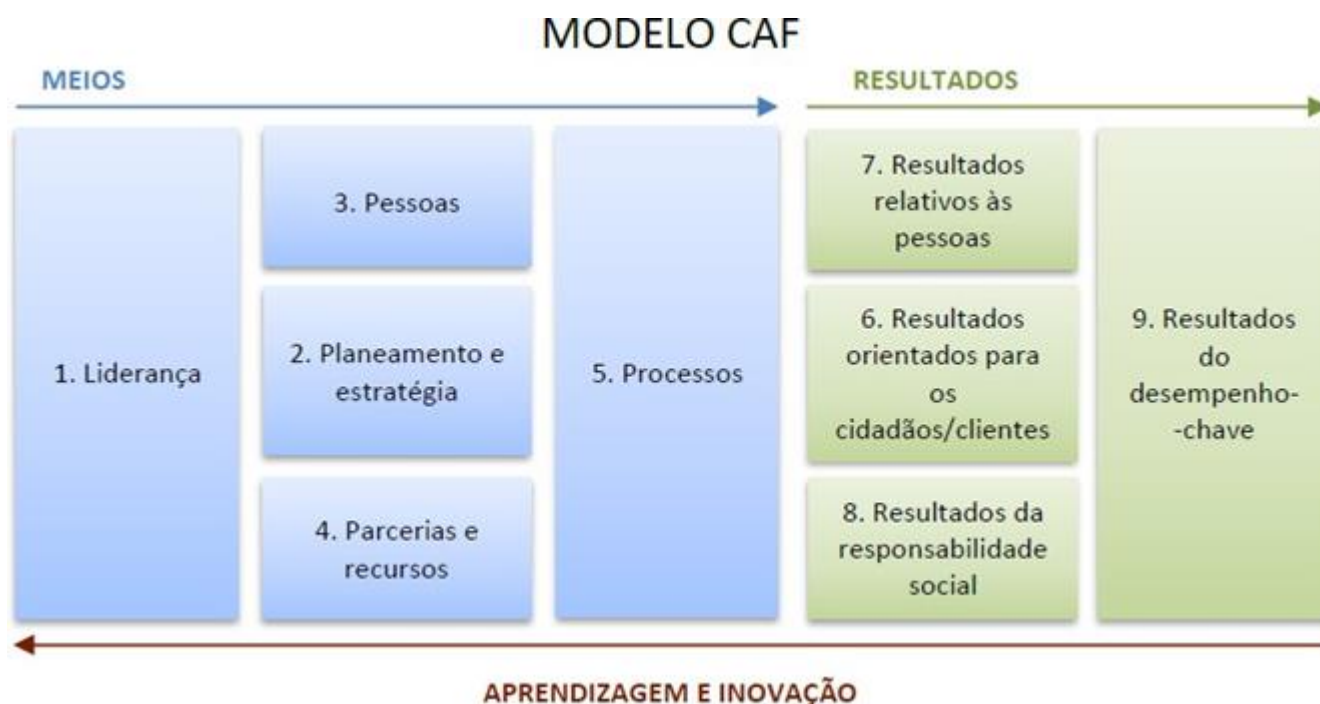 MODELO CAF
MEIOS
RESULTADOS
1. Liderança
3. Pessoas
2. Planeamento e
estratégia
4. Parcerias e
recursos
5. Processos
7. Resultados
relativos às
pessoas
6. Resultados
orientados para
os
cidadãos/clientes
8. Resultados da
responsabilidade
social
9. Resultados
do
desempenho-
-chave
APRENDIZAGEM E INOVAÇÃO